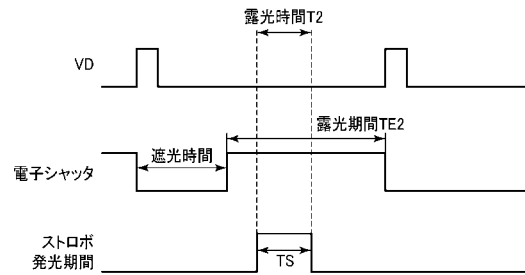 露光時間T2
VD
露光期間TE2
遮光時間
電子シャッタ
ストロボ
発光期間
TS